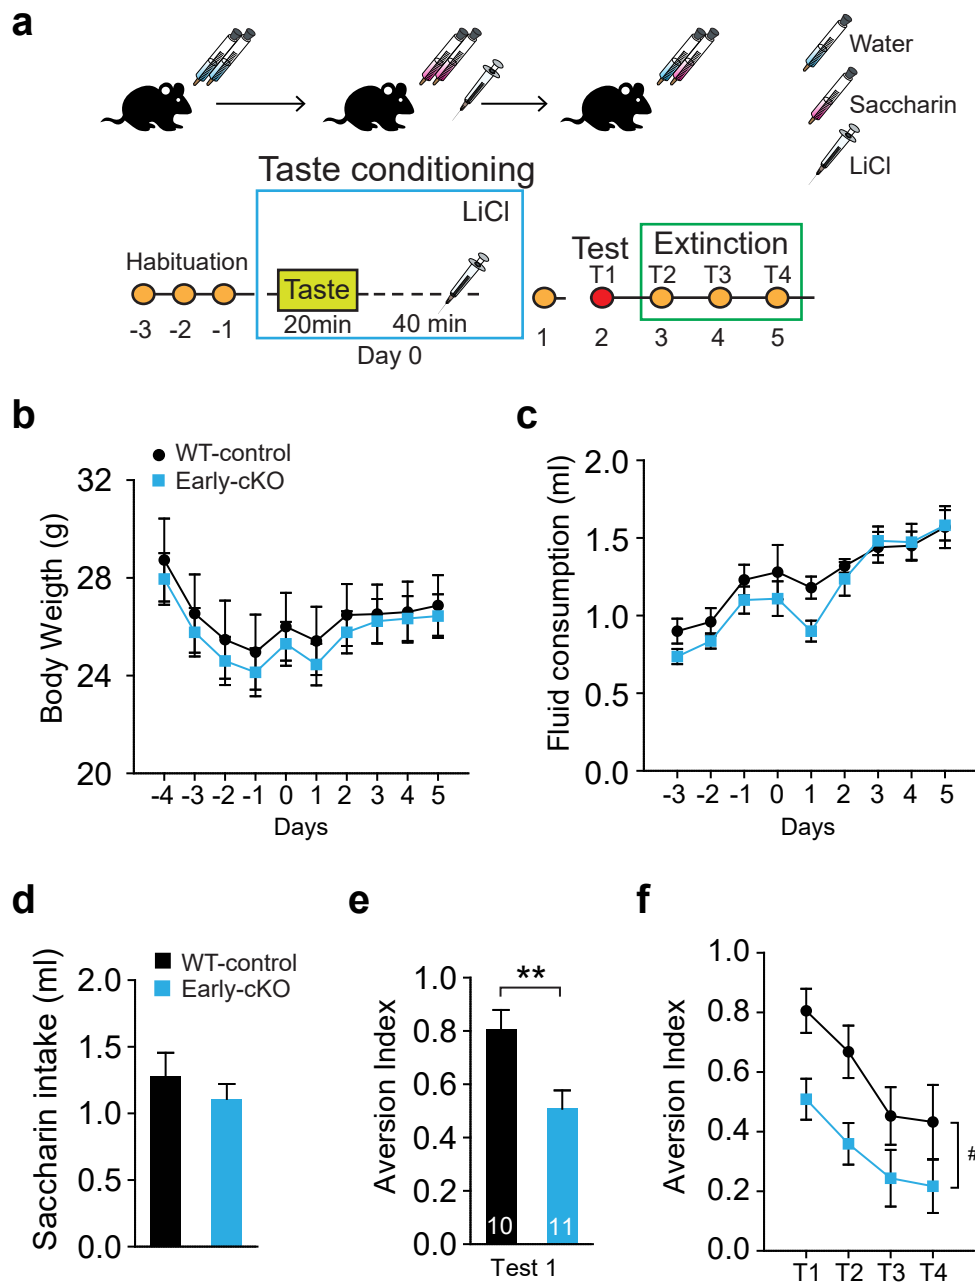 a
Water
Saccharin
LiCl
Taste conditioning
LiCl
Habituation
Taste
20min
40 min
-3 -2 -1
Day 0
Test
T1
Extinction
T2 T3 T4
1 2 3 4 5
b
WT-control
Early-cKO
Body Weigth (g)
32
28
24
20
-4 -3 -2 -1 0 1 2 3 4 5
Days
c
Fluid consumption (ml)
2.0
1.5
1.0
0.5
0.0
-3 -2 -1 0 1 2 3 4 5
Days
d
WT-control
Early-cKO
Saccharin intake (ml)
2.0
1.5
1.0
0.5
0.0
e
Aversion Index
1.0
0.8
0.6
0.4
0.2
0.0
**
10 11
Test 1
f
Aversion Index
1.0
0.8
0.6
0.4
0.2
0.0
#
T1 T2 T3 T4